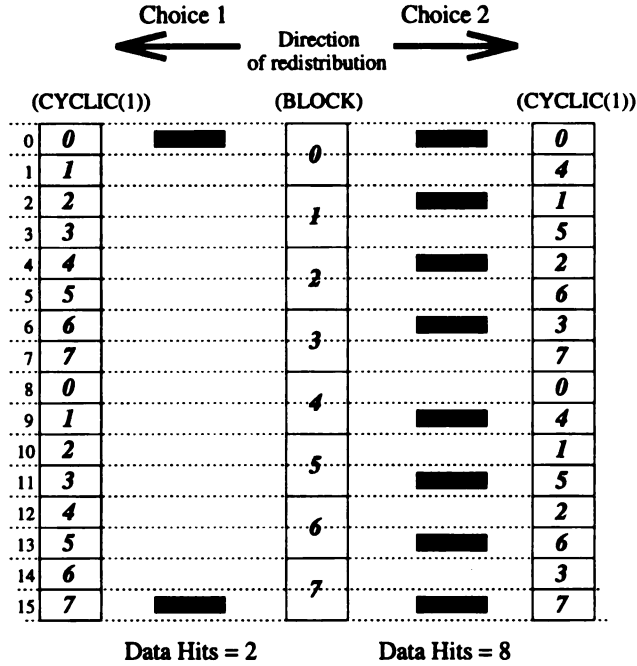 Choice 1 Choice 2
Direction
of redistribution
(CYCLIC(1)) (BLOCK) (CYCLIC(1))
0 0 0 0
1 1 4
2 2 1 1
3 3 5
4 4 2 2
5 5 6
6 6 3 3
7 7 7
8 0 4 0
9 1 4
10 2 5 1
11 3 5
12 4 6 2
13 5 6
14 6 7 3
15 7 7
Data Hits = 2 Data Hits = 8